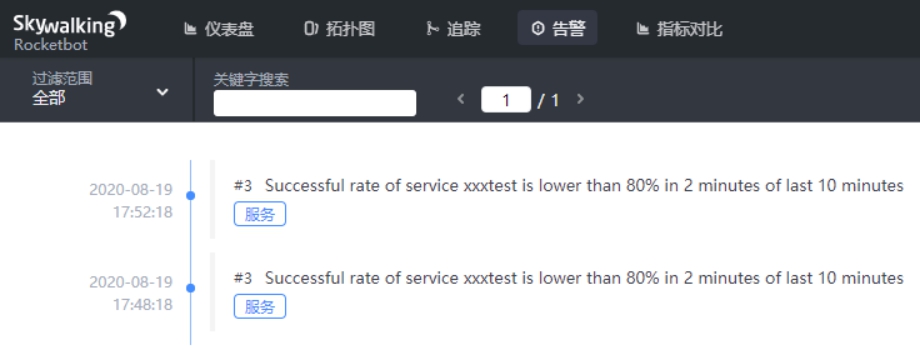 Skywalking
Rocketbot
仪表盘 拓扑图 追踪 告警 指标对比
过滤范围
全部
关键字搜索
1 / 1
2020-08-19
17:52:18
#3 Successful rate of service xxxtest is lower than 80% in 2 minutes of last 10 minutes
服务
2020-08-19
17:48:18
#3 Successful rate of service xxxtest is lower than 80% in 2 minutes of last 10 minutes
服务